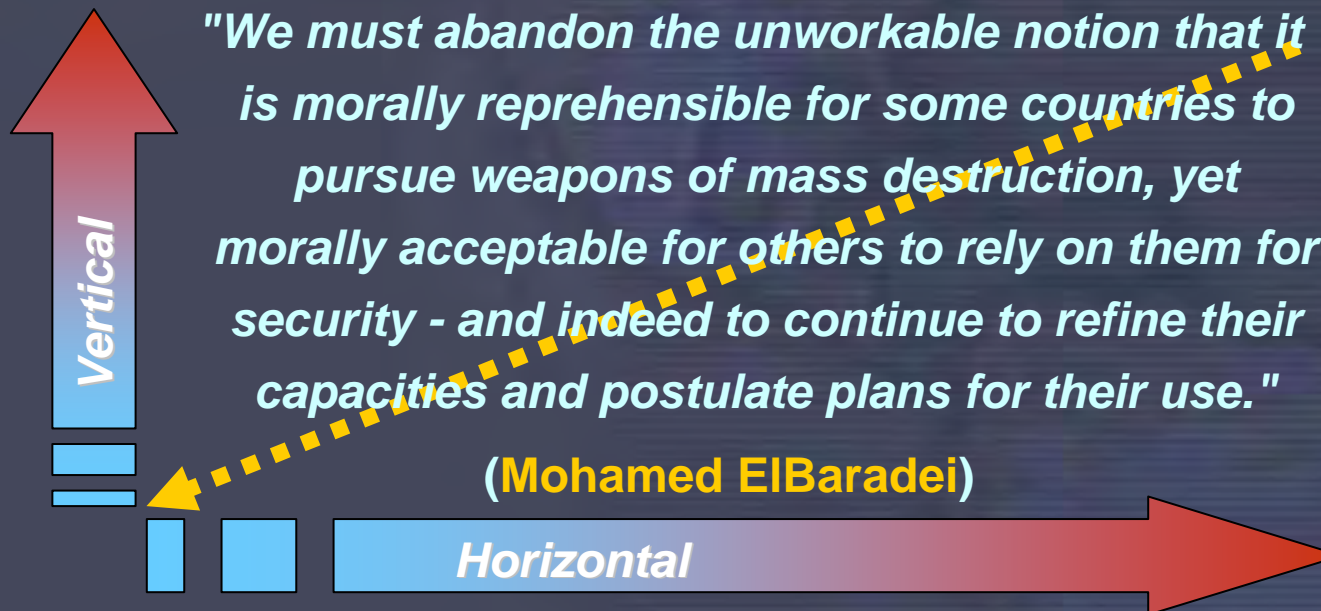 "We must abandon the unworkable notion that it
is morally reprehensible for some countries to
pursue weapons of mass destruction, yet
morally acceptable for others to rely on them for
security - and indeed to continue to refine their
capacities and postulate plans for their use."
(Mohamed ElBaradei)
Vertical
Horizontal